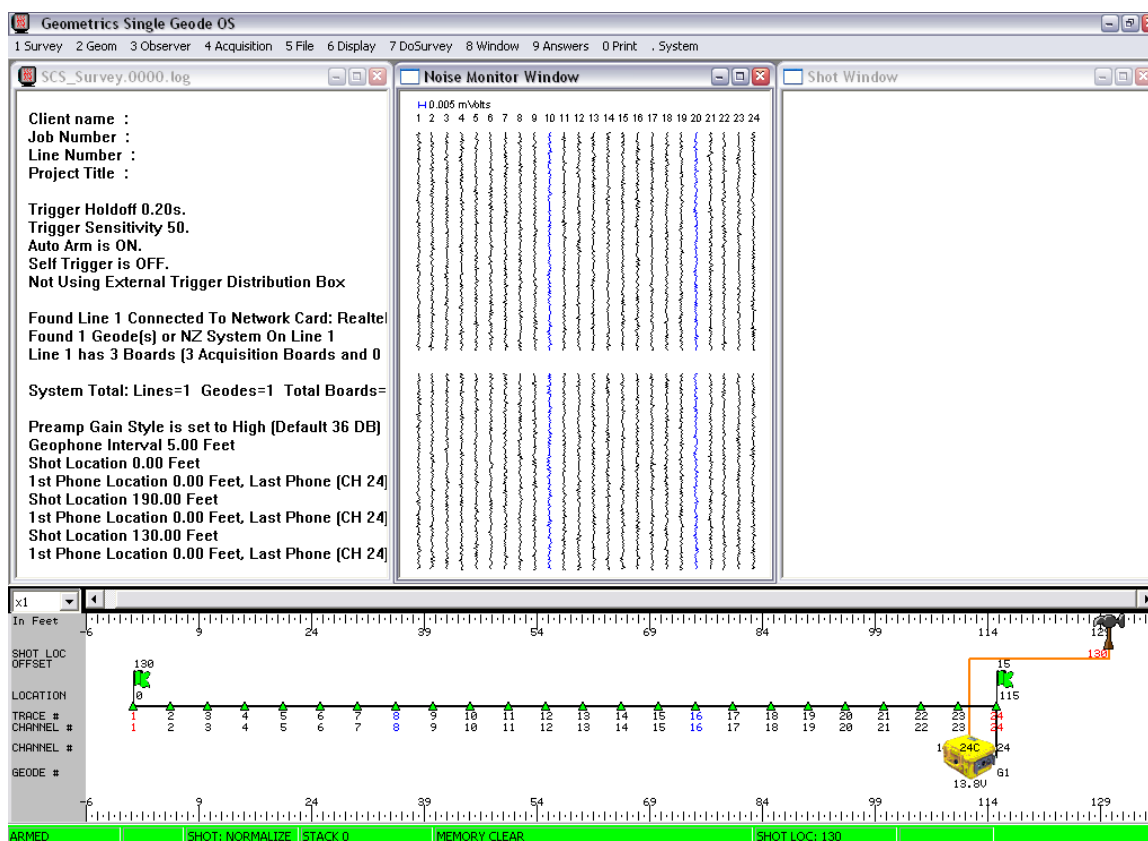 Geometrics Single Geode OS
1 Survey 2 Geom 3 Observer 4 Acquisition 5 File 6 Display 7 DoSurvey 8 Window 9 Answers 0 Print . System
SCS_Survey.0000.log
Client name :
Job Number :
Line Number :
Project Title :
Trigger Holdoff 0.20s.
Trigger Sensitivity 50.
Auto Arm is ON.
Self Trigger is OFF.
Not Using External Trigger Distribution Box
Found Line 1 Connected To Network Card: Realtel
Found 1 Geode(s) or NZ System On Line 1
Line 1 has 3 Boards (3 Acquisition Boards and 0
System Total: Lines=1 Geodes=1 Total Boards=
Preamp Gain Style is set to High (Default 36 DB)
Geophone Interval 5.00 Feet
Shot Location 0.00 Feet
1st Phone Location 0.00 Feet, Last Phone (CH 24)
Shot Location 190.00 Feet
1st Phone Location 0.00 Feet, Last Phone (CH 24)
Shot Location 130.00 Feet
1st Phone Location 0.00 Feet, Last Phone (CH 24)
Noise Monitor Window
0.005 mVolts
1 2 3 4 5 6 7 8 9 10 11 12 13 14 15 16 17 18 19 20 21 22 23 24
Shot Window
x1
In Feet
-6 9 24 39 54 69 84 99 114 129
SHOT LOC 130
OFFSET 130 15
LOCATION 0 115
TRACE # 1 2 3 4 5 6 7 8 9 10 11 12 13 14 15 16 17 18 19 20 21 22 23 24
CHANNEL # 1 2 3 4 5 6 7 8 9 10 11 12 13 14 15 16 17 18 19 20 21 22 23 24
CHANNEL # 1 24C 24
GEODE # G1
13.8V
-6 9 24 39 54 69 84 99 114 129
ARMED SHOT: NORMALIZE STACK 0 MEMORY CLEAR SHOT LOC: 130